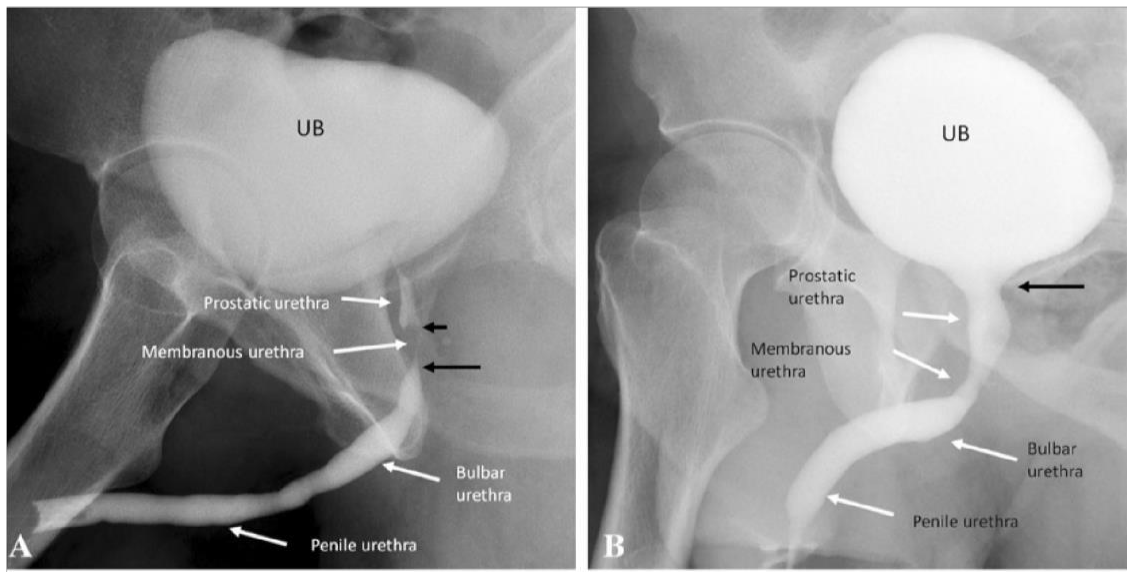 UB
Prostatic urethra
Membranous urethra
Bulbar
urethra
Penile urethra
A
UB
Prostatic
urethra
Membranous
urethra
Bulbar
urethra
Penile urethra
B